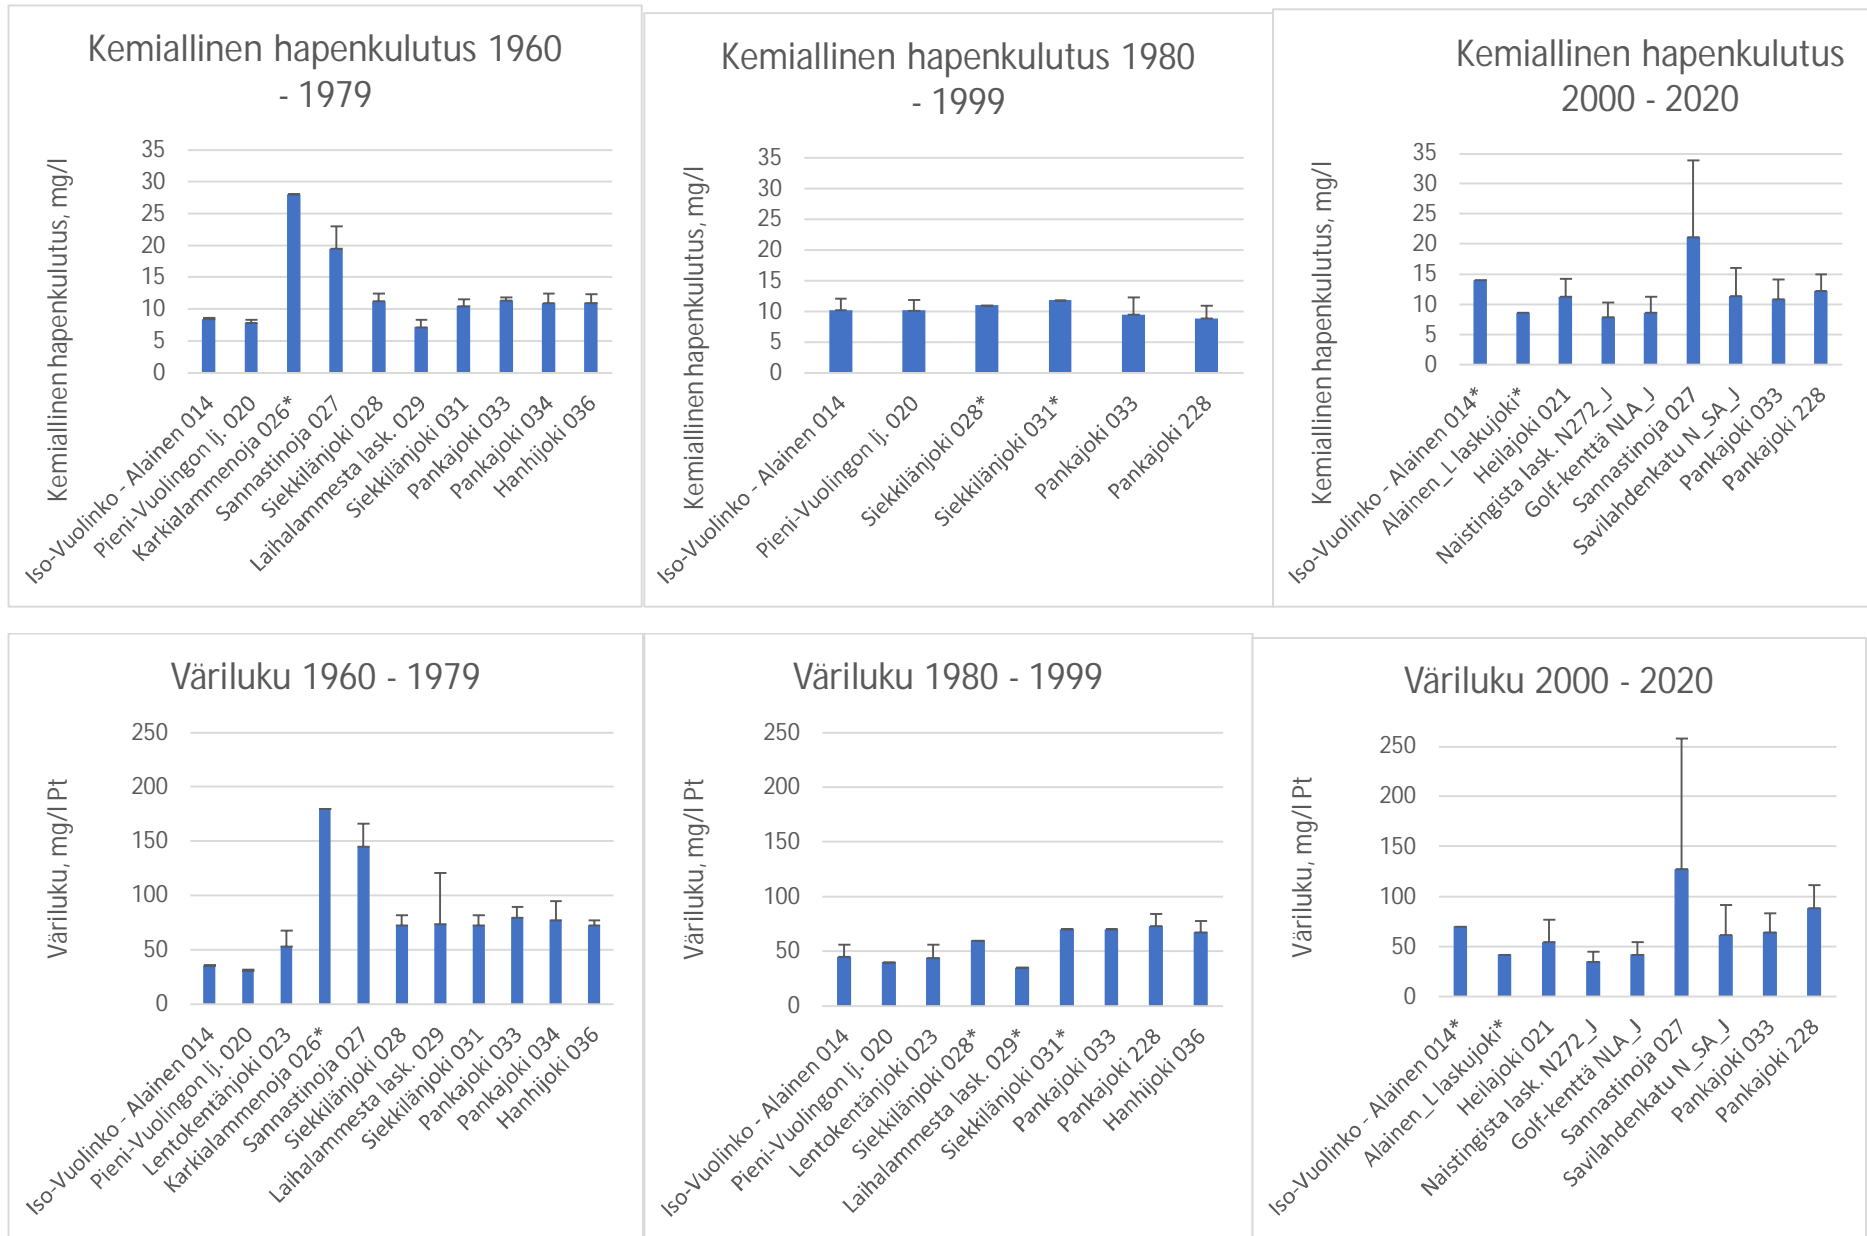 Kemiallinen hapenkulutus 1960
- 1979
Kemiallinen hapenkulutus, mg/l
35
30
25
20
15
10
5
0
Iso-Vuolinko - Alainen 014
Pieni-Vuolingon lj. 020
Karkialammenoja 026*
Sannastinoja 027
Siekkilänjoki 028
Laihalammesta lask. 029
Siekkilänjoki 031
Pankajoki 033
Pankajoki 034
Hanhijoki 036
Kemiallinen hapenkulutus 1980
- 1999
Kemiallinen hapenkulutus, mg/l
35
30
25
20
15
10
5
0
Iso-Vuolinko - Alainen 014
Pieni-Vuolingon lj. 020
Siekkilänjoki 028*
Siekkilänjoki 031*
Pankajoki 033
Pankajoki 228
Kemiallinen hapenkulutus
2000 - 2020
Kemiallinen hapenkulutus, mg/l
35
30
25
20
15
10
5
0
Iso-Vuolinko - Alainen 014*
Alainen_L laskujoki*
Heilajoki 021
Naistingista lask. N272_J
Golf-kenttä NLA_J
Sannastinoja 027
Savilahdenkatu N_SA_J
Pankajoki 033
Pankajoki 228
Väriluku 1960 - 1979
Väriluku, mg/l Pt
250
200
150
100
50
0
Iso-Vuolinko - Alainen 014
Pieni-Vuolingon lj. 020
Lentokentänjoki 023
Karkialammenoja 026*
Sannastinoja 027
Siekkilänjoki 028
Laihalammesta lask. 029
Siekkilänjoki 031
Pankajoki 033
Pankajoki 034
Hanhijoki 036
Väriluku 1980 - 1999
Väriluku, mg/l Pt
250
200
150
100
50
0
Iso-Vuolinko - Alainen 014
Pieni-Vuolingon lj. 020
Lentokentänjoki 023
Siekkilänjoki 028*
Laihalammesta lask. 029*
Siekkilänjoki 031*
Pankajoki 033
Pankajoki 228
Hanhijoki 036
Väriluku 2000 - 2020
Väriluku, mg/l Pt
250
200
150
100
50
0
Iso-Vuolinko - Alainen 014*
Alainen_L laskujoki*
Heilajoki 021
Naistingista lask. N272_J
Golf-kenttä NLA_J
Sannastinoja 027
Savilahdenkatu N_SA_J
Pankajoki 033
Pankajoki 228